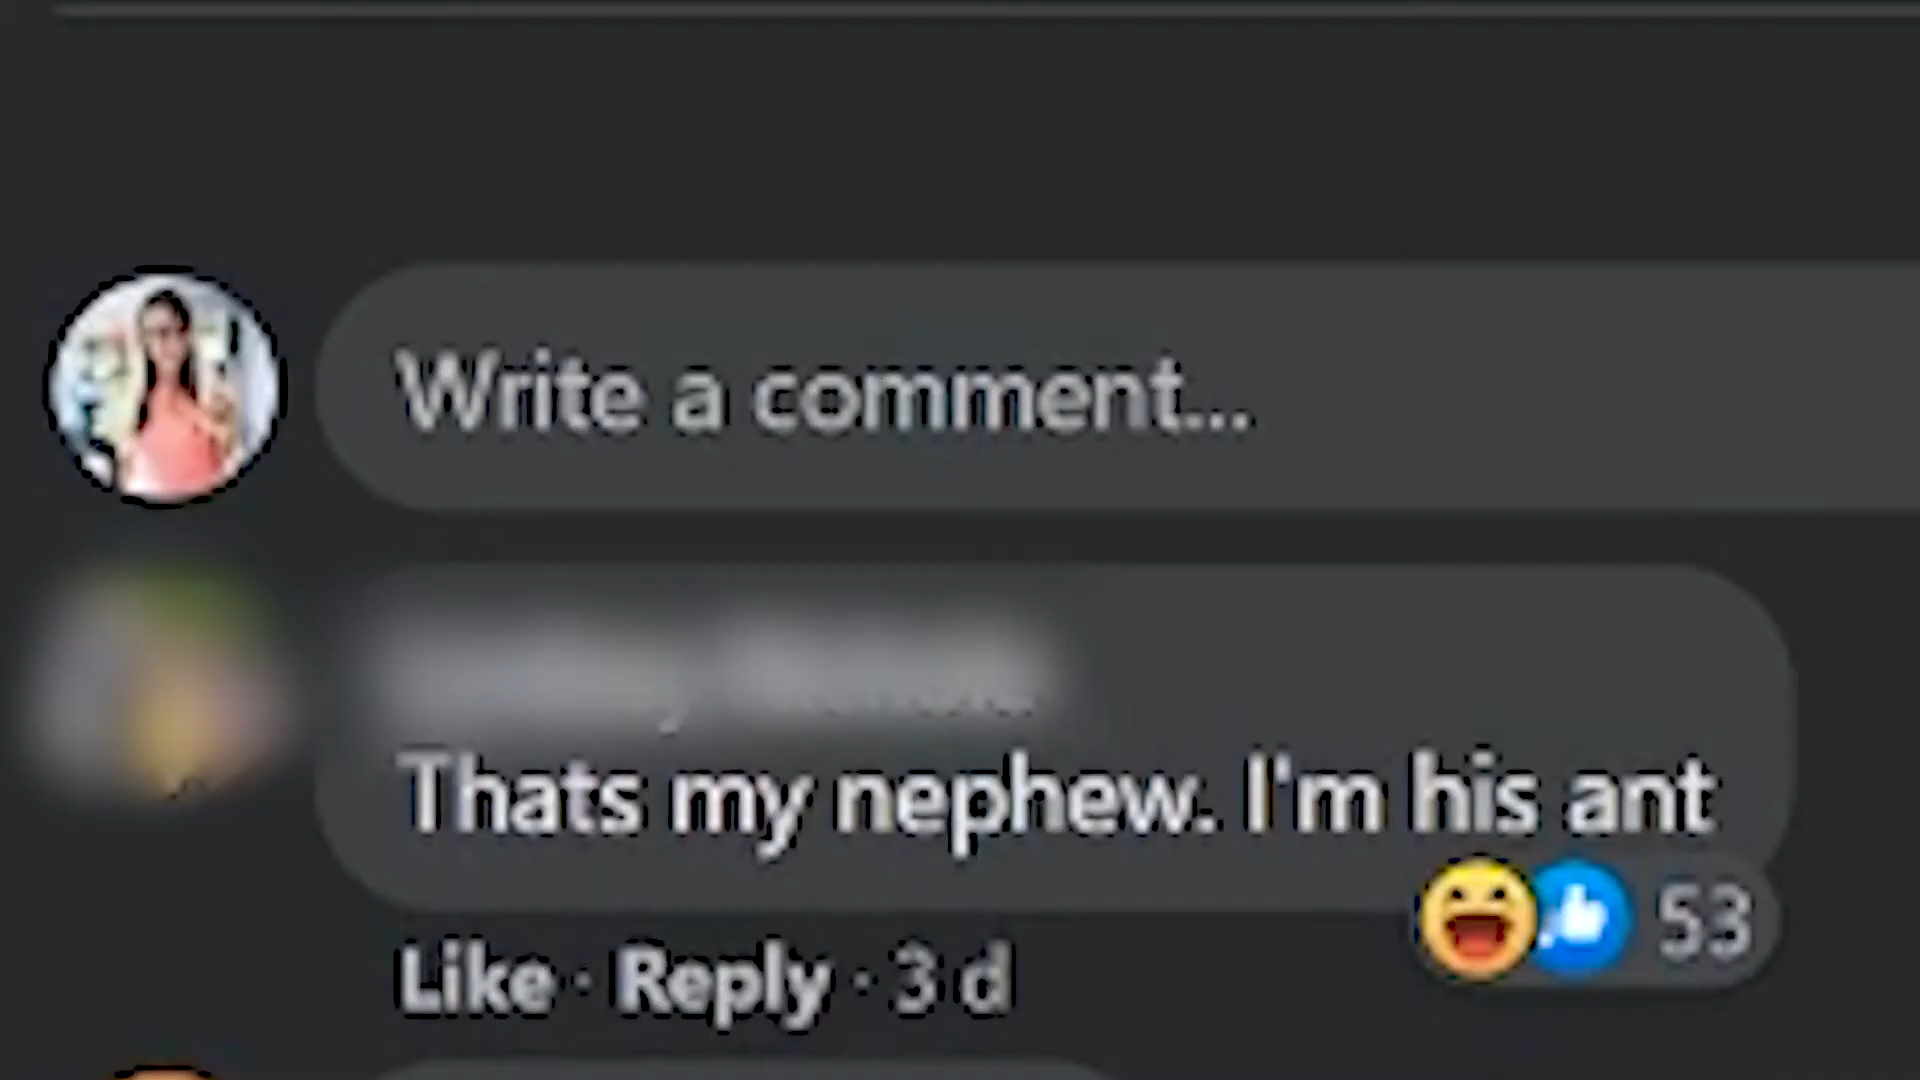 Write a comment...
Thats my nephew. I'm his ant
53
Like · Reply · 3 d